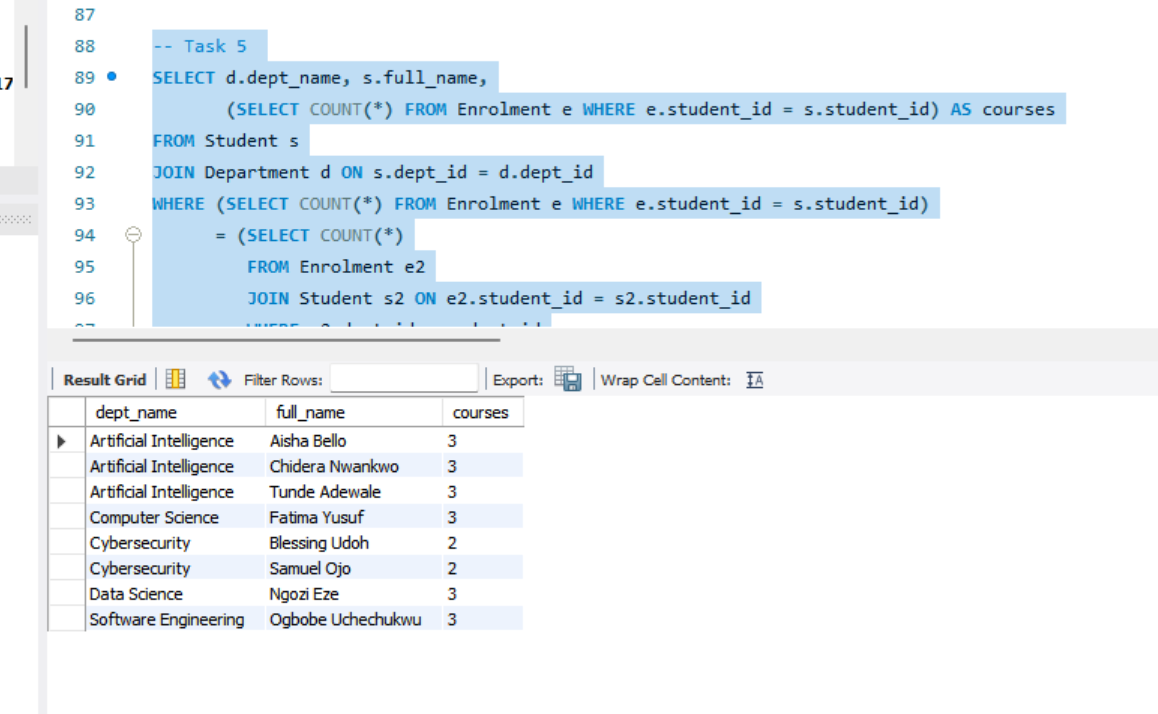 87
88 -- Task 5
89 SELECT d.dept_name, s.full_name,
90 (SELECT COUNT(*) FROM Enrolment e WHERE e.student_id = s.student_id) AS courses
17
91 FROM Student s
92 JOIN Department d ON s.dept_id = d.dept_id
93 WHERE (SELECT COUNT(*) FROM Enrolment e WHERE e.student_id = s.student_id)
94 = (SELECT COUNT(*)
95 FROM Enrolment e2
96 JOIN Student s2 ON e2.student_id = s2.student_id
Result Grid Filter Rows: Export: Wrap Cell Content: IA
dept_name full_name courses
Artificial Intelligence Aisha Bello 3
Artificial Intelligence Chidera Nwankwo 3
Artificial Intelligence Tunde Adewale 3
Computer Science Fatima Yusuf 3
Cybersecurity Blessing Udoh 2
Cybersecurity Samuel Ojo 2
Data Science Ngozi Eze 3
Software Engineering Ogbobe Uchechukwu 3